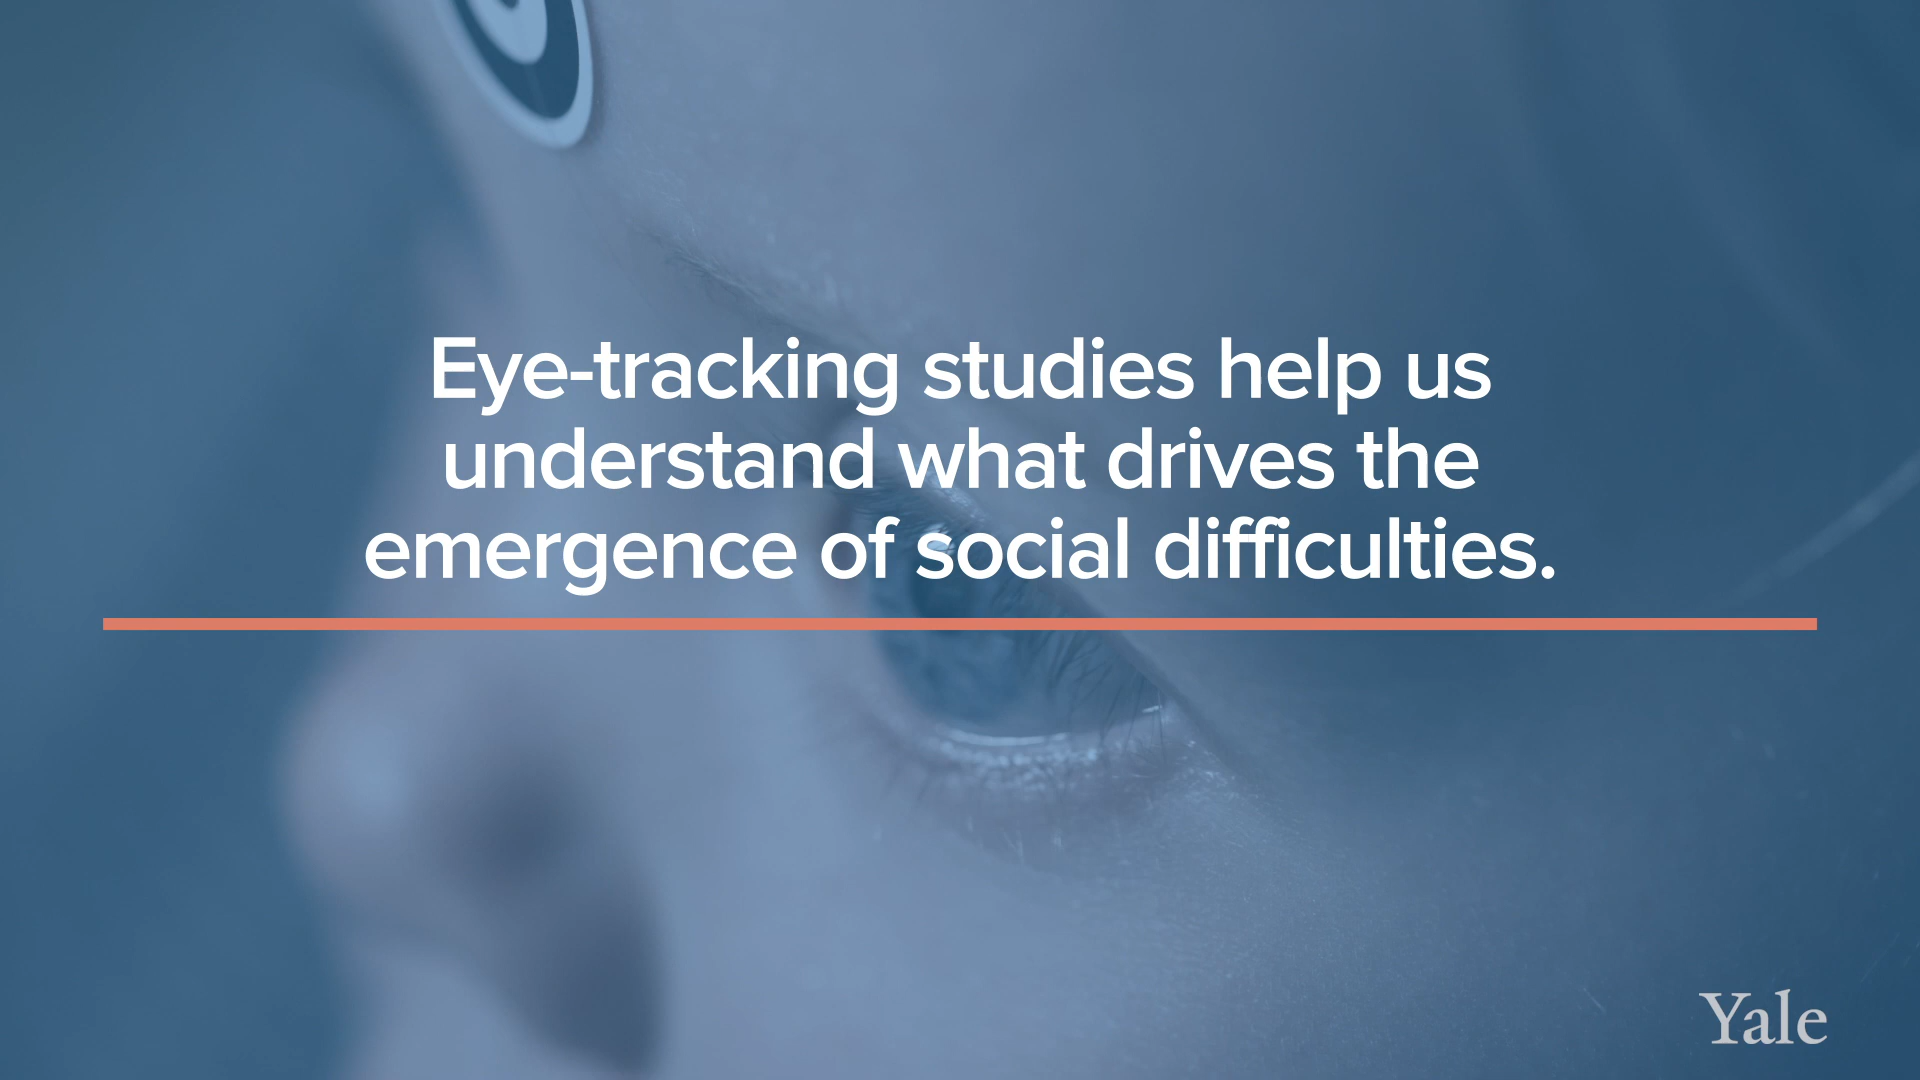 Eye-tracking studies help us
understand what drives the
emergence of social difficulties.
Yale